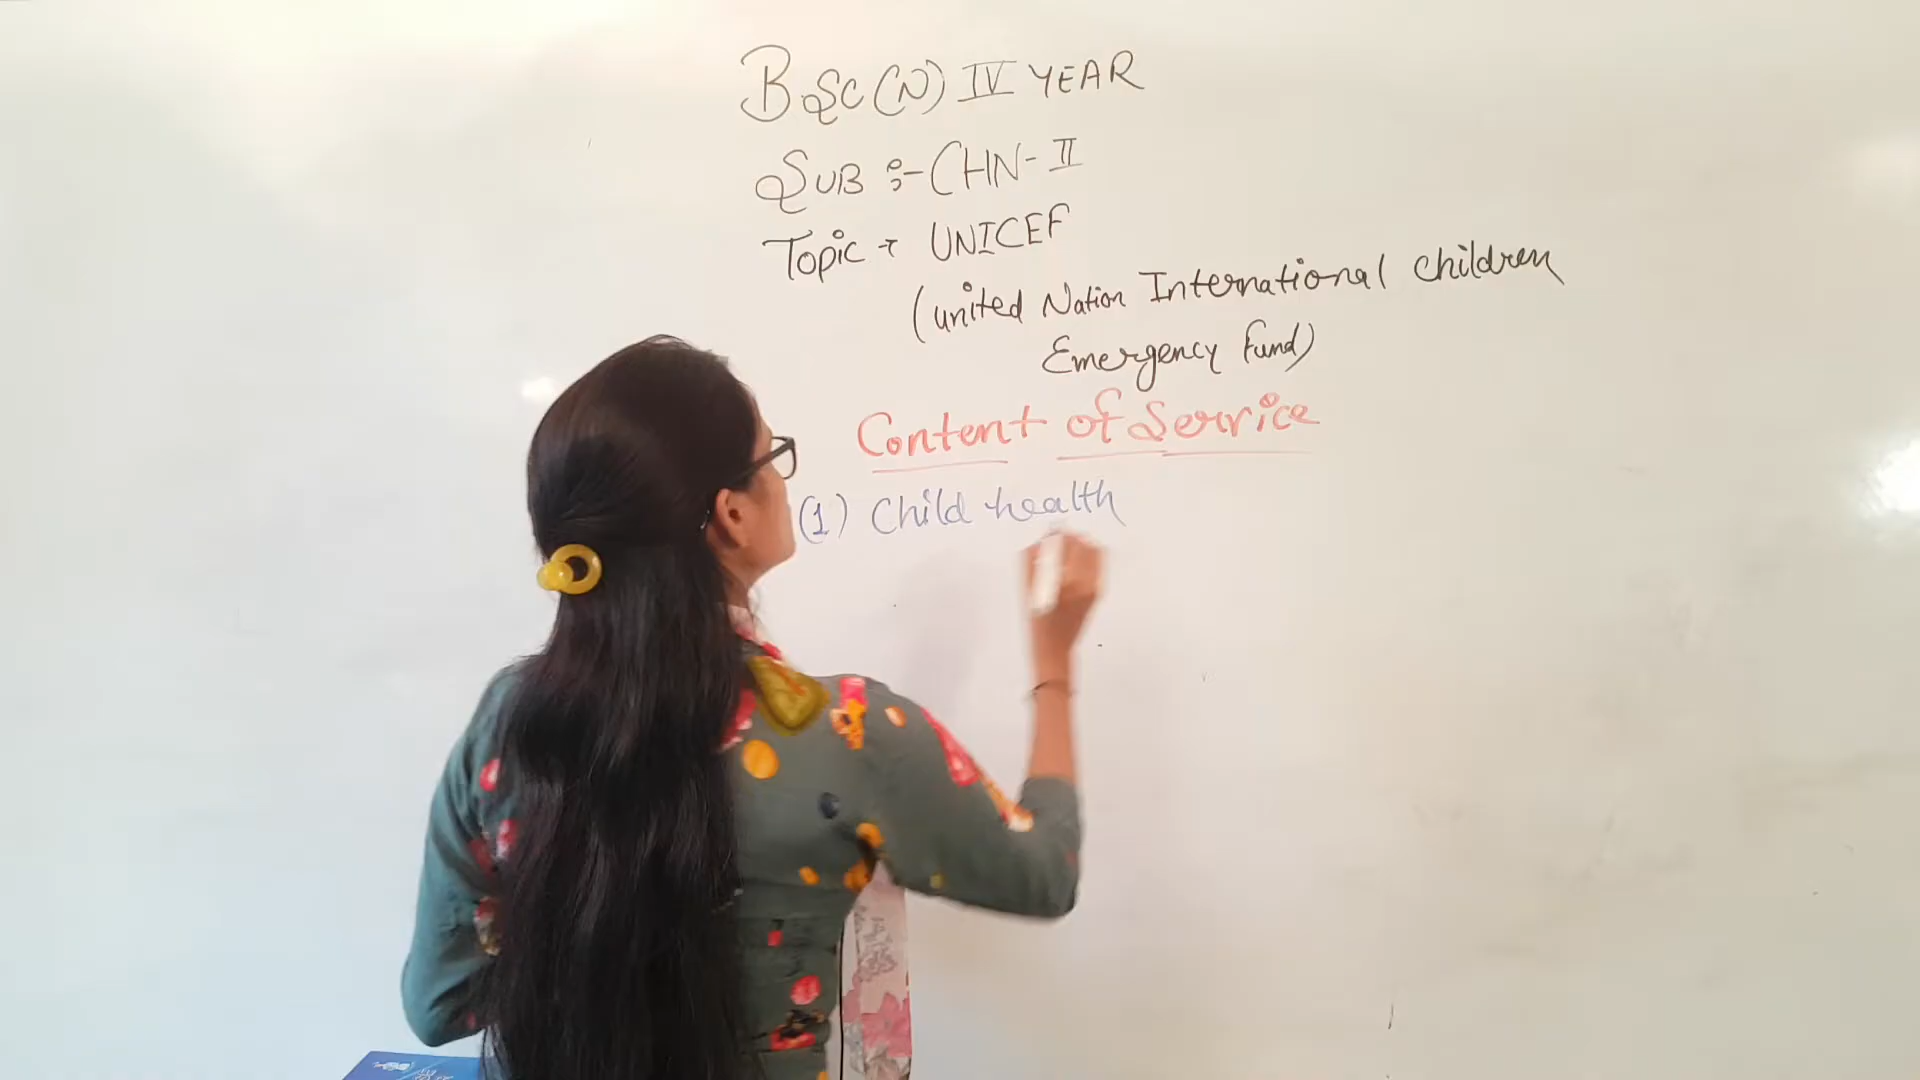 BSC (N) IV YEAR
SUB :- CHN-II
Topic → UNICEF
(united Nation International children
Emergency fund)
Content of Service
(1) Child health